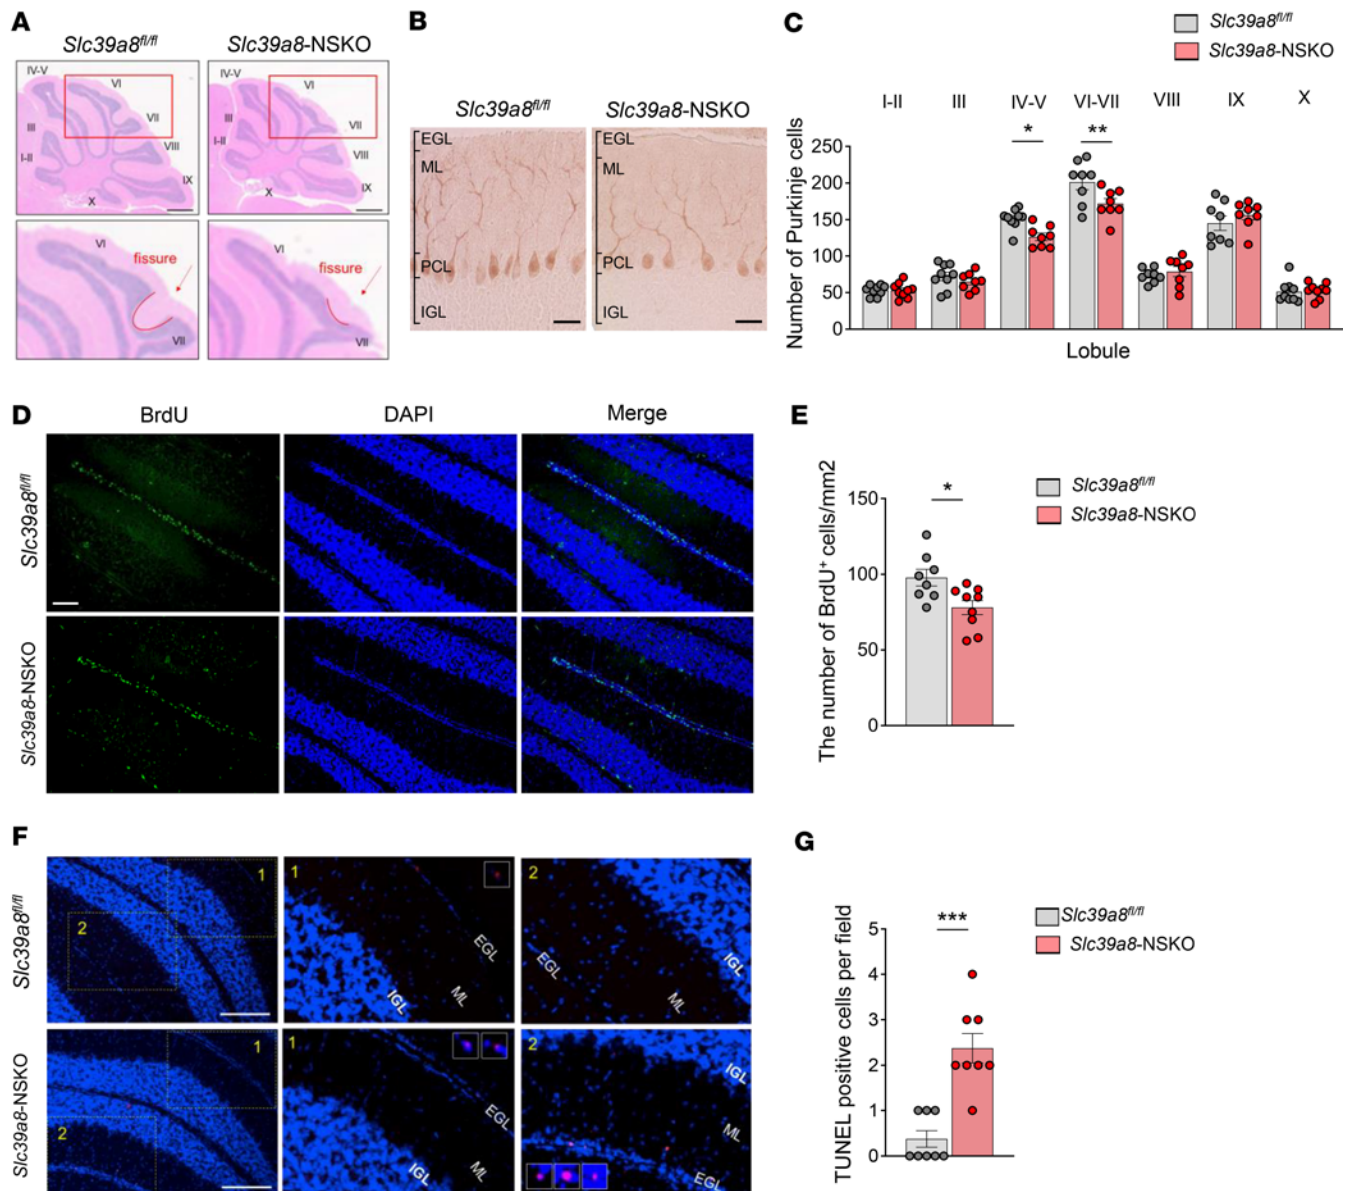 A
Slc39a8fl/fl
Slc39a8-NSKO
IV-V
VI
VII
III
I-II
VIII
IX
X
IV-V
VI
VII
III
I-II
VIII
IX
X
VI
fissure
VII
VI
fissure
VII
B
Slc39a8fl/fl
Slc39a8-NSKO
EGL
ML
PCL
IGL
EGL
ML
PCL
IGL
C
Slc39a8fl/fl
Slc39a8-NSKO
I-II III IV-V VI-VII VIII IX X
* **
Number of Purkinje cells
250
200
150
100
50
0
Lobule
D
BrdU DAPI Merge
Slc39a8fl/fl
Slc39a8-NSKO
E
The number of BrdU+ cells/mm2
150
100
50
0
*
Slc39a8fl/fl
Slc39a8-NSKO
F
Slc39a8fl/fl
1
2
1
EGL
ML
IGL
2
EGL
ML
IGL
Slc39a8-NSKO
1
2
1
EGL
ML
IGL
2
IGL
ML
EGL
G
TUNEL positive cells per field
5
4
3
2
1
0
***
Slc39a8fl/fl
Slc39a8-NSKO